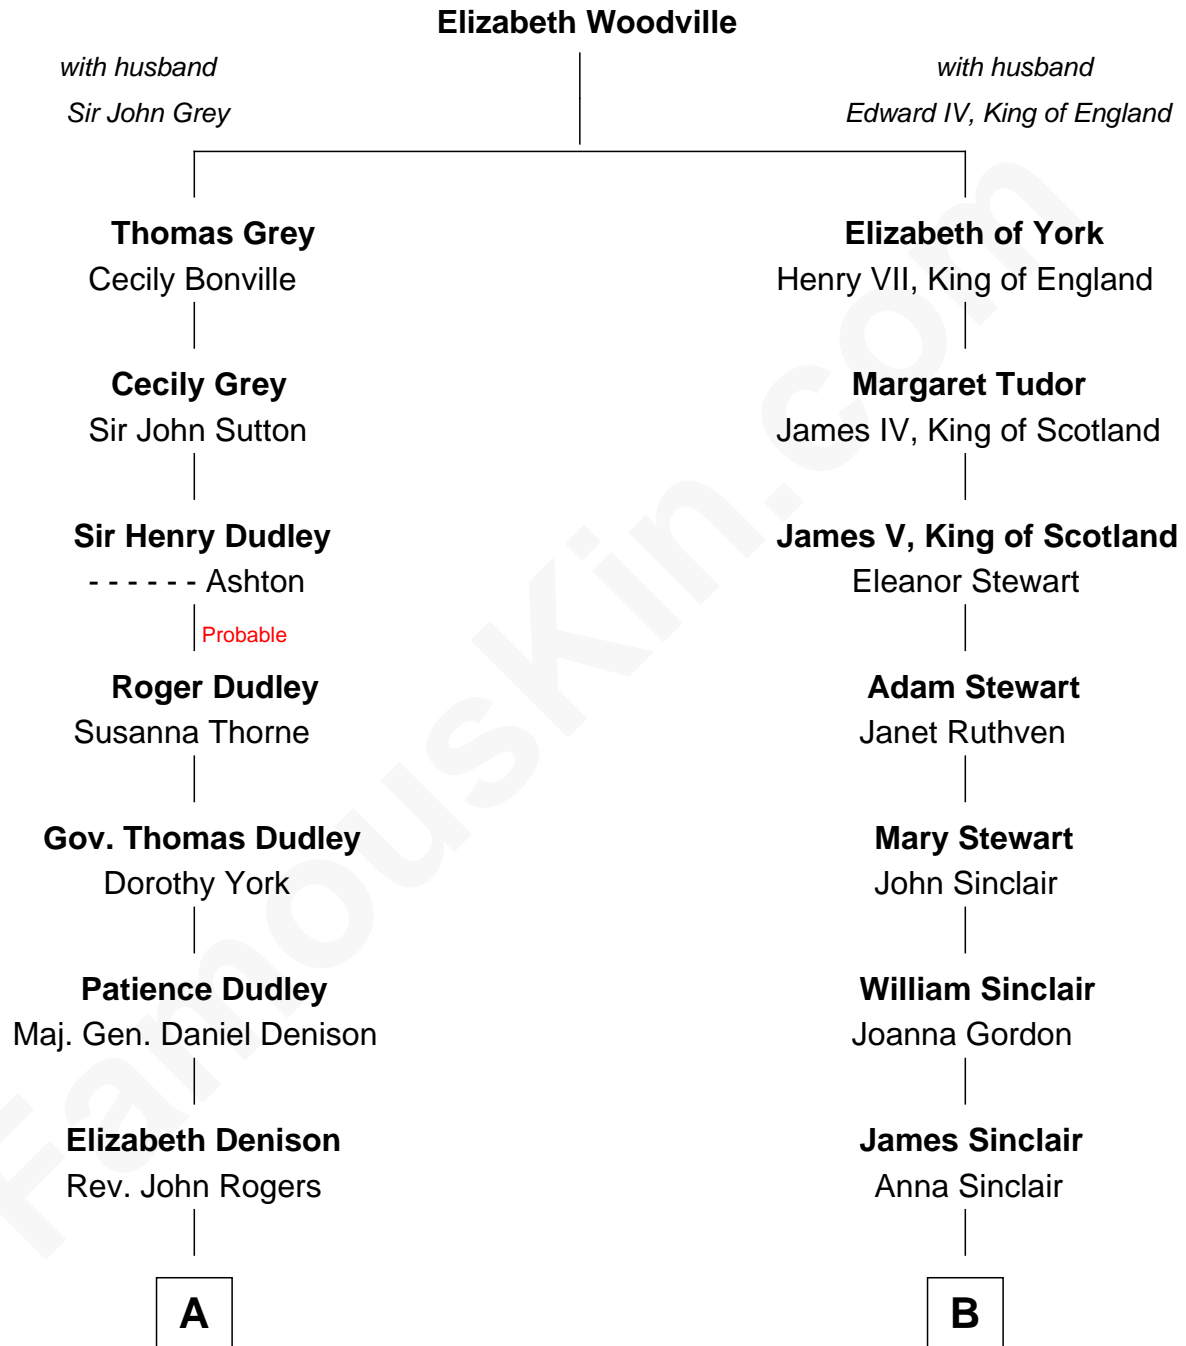 Elizabeth Woodville
with husband
Sir John Grey
with husband
Edward IV, King of England
Thomas Grey
Cecily Bonville
Elizabeth of York
Henry VII, King of England
Cecily Grey
Sir John Sutton
Margaret Tudor
James IV, King of Scotland
Sir Henry Dudley
- - - - - - Ashton
James V, King of Scotland
Eleanor Stewart
Probable
Roger Dudley
Susanna Thorne
Adam Stewart
Janet Ruthven
Gov. Thomas Dudley
Dorothy York
Mary Stewart
John Sinclair
Patience Dudley
Maj. Gen. Daniel Denison
William Sinclair
Joanna Gordon
Elizabeth Denison
Rev. John Rogers
James Sinclair
Anna Sinclair
A
B
FamousKin.com